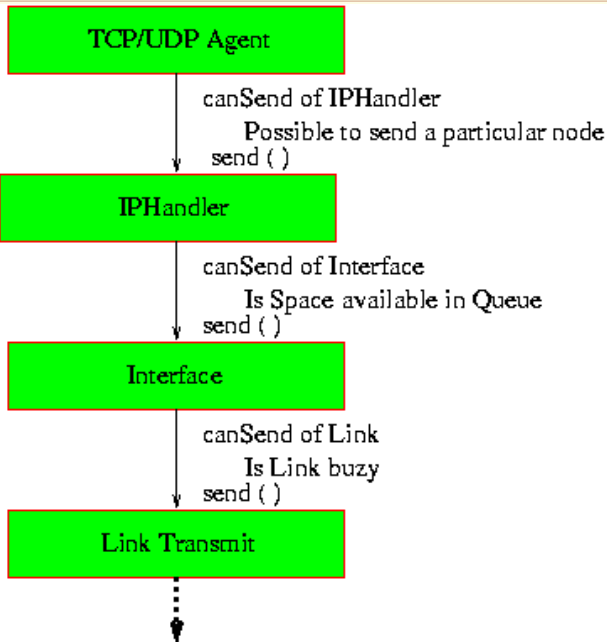 TCP/UDP Agent
canSend of IPHandler
Possible to send a particular node
send ( )
IPHandler
canSend of Interface
Is Space available in Queue
send ( )
Interface
canSend of Link
Is Link buzy
send ( )
Link Transmit